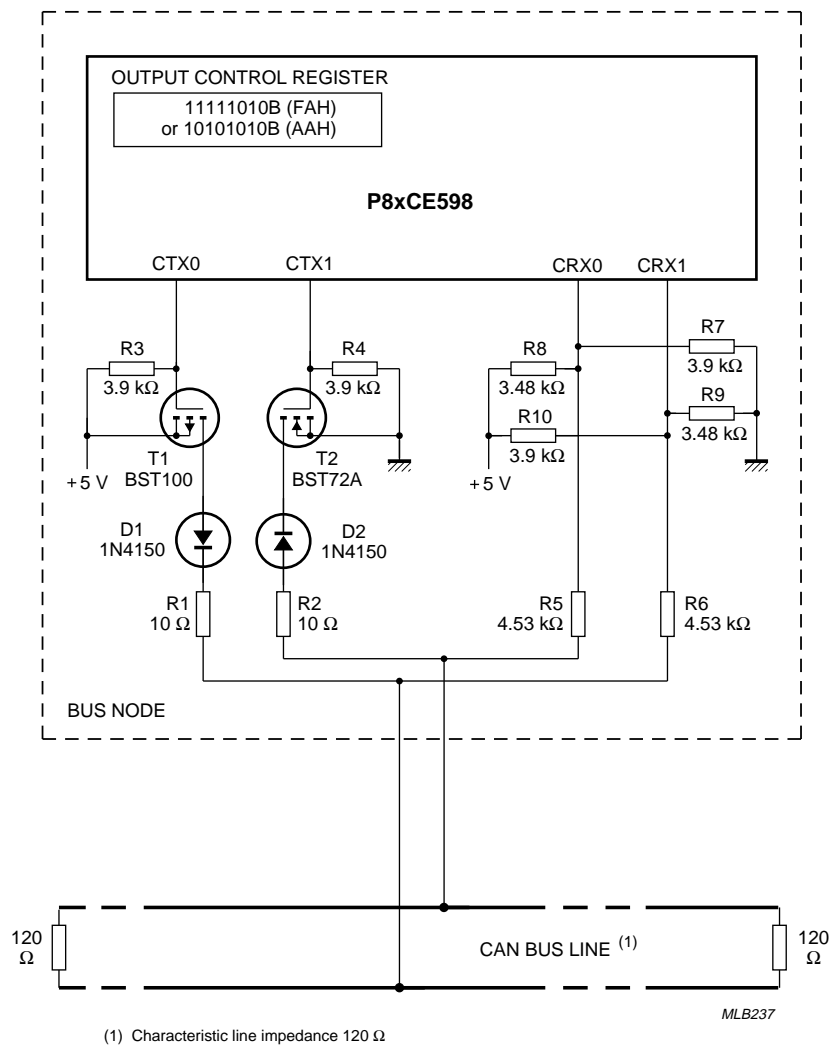 OUTPUT CONTROL REGISTER
11111010B (FAH)
or 10101010B (AAH)
P8xCE598
CTX0
CTX1
CRX0
CRX1
R3
3.9 kΩ
R4
3.9 kΩ
R8
3.48 kΩ
R7
3.9 kΩ
R10
3.9 kΩ
R9
3.48 kΩ
+5 V
T1
BST100
T2
BST72A
+5 V
D1
1N4150
D2
1N4150
R1
10 Ω
R2
10 Ω
R5
4.53 kΩ
R6
4.53 kΩ
BUS NODE
120
Ω
CAN BUS LINE (1)
120
Ω
MLB237
(1) Characteristic line impedance 120 Ω